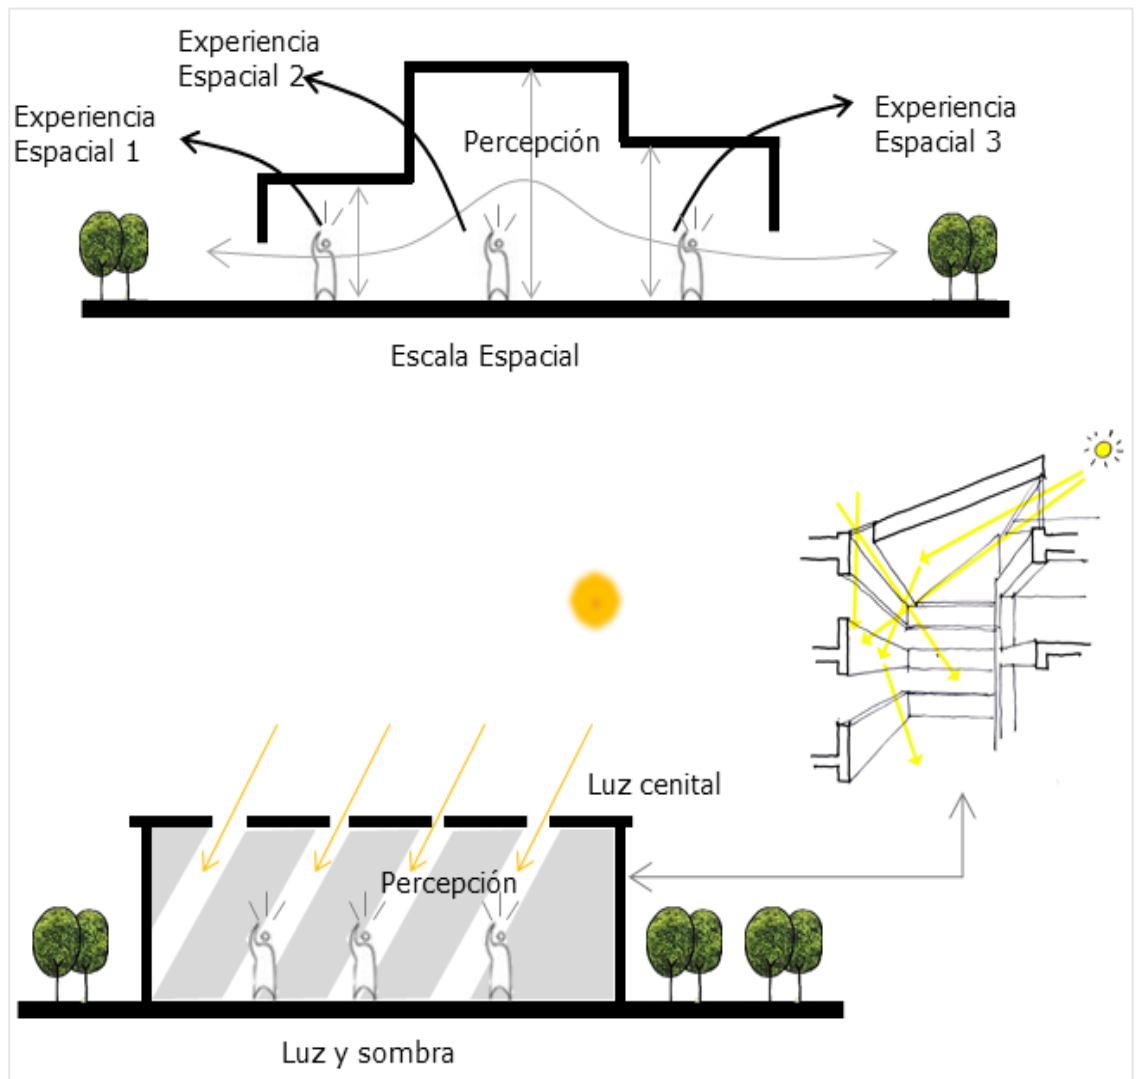 Experiencia
Espacial 2
Experiencia
Espacial 1
Percepción
Experiencia
Espacial 3
Escala Espacial
Luz cenital
Percepción
Luz y sombra